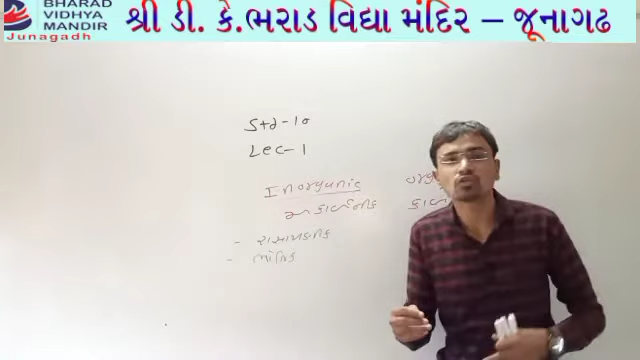 BHARAD
VIDHYA
MANDIR
Junagadh
શ્રી ડી. કે.ભરાડ વિદ્યા મંદિર – જૂનાગઢ
Std-10
Lec-1
Inorganic
અકાર્બનીક
- રાસાયણીક
- ભૌતિક